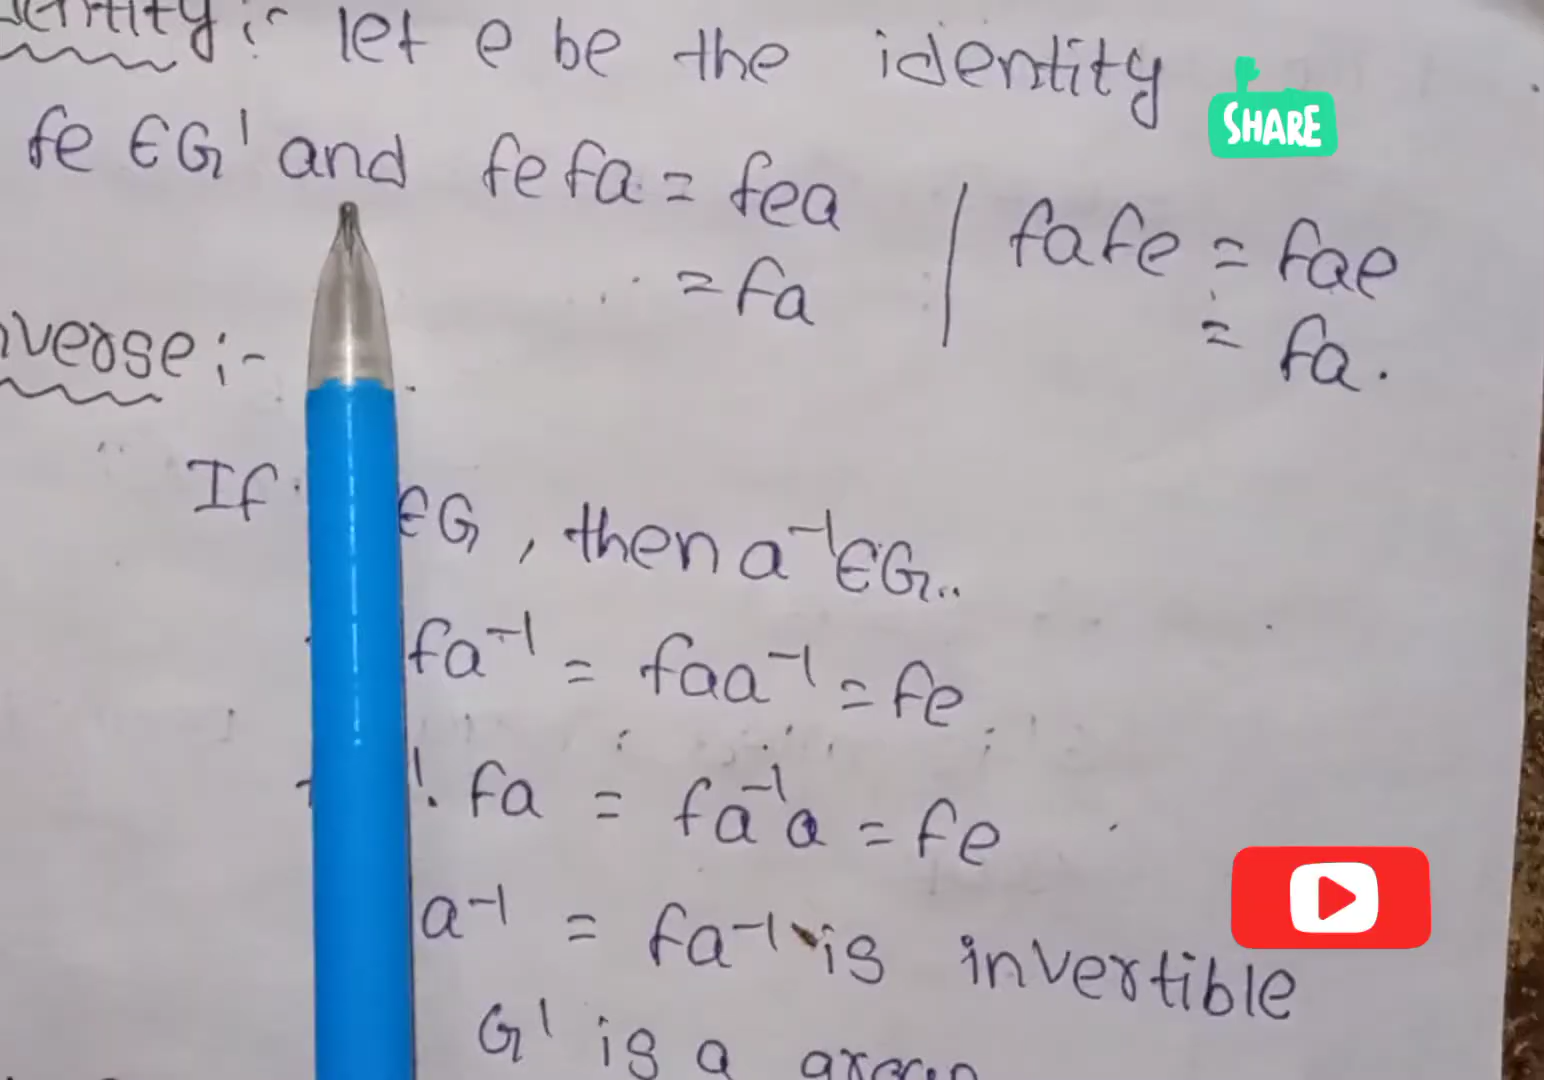 let e be the identity
SHARE
fe ∈ G' and fe fa = fea | fa fe = fae
= fa = fa.
If ∈ G, then a⁻¹ ∈ G..
fa⁻¹ = faa⁻¹ = fe
fa = fa⁻¹a = fe
a⁻¹ = fa⁻¹ is invertible
G' is a